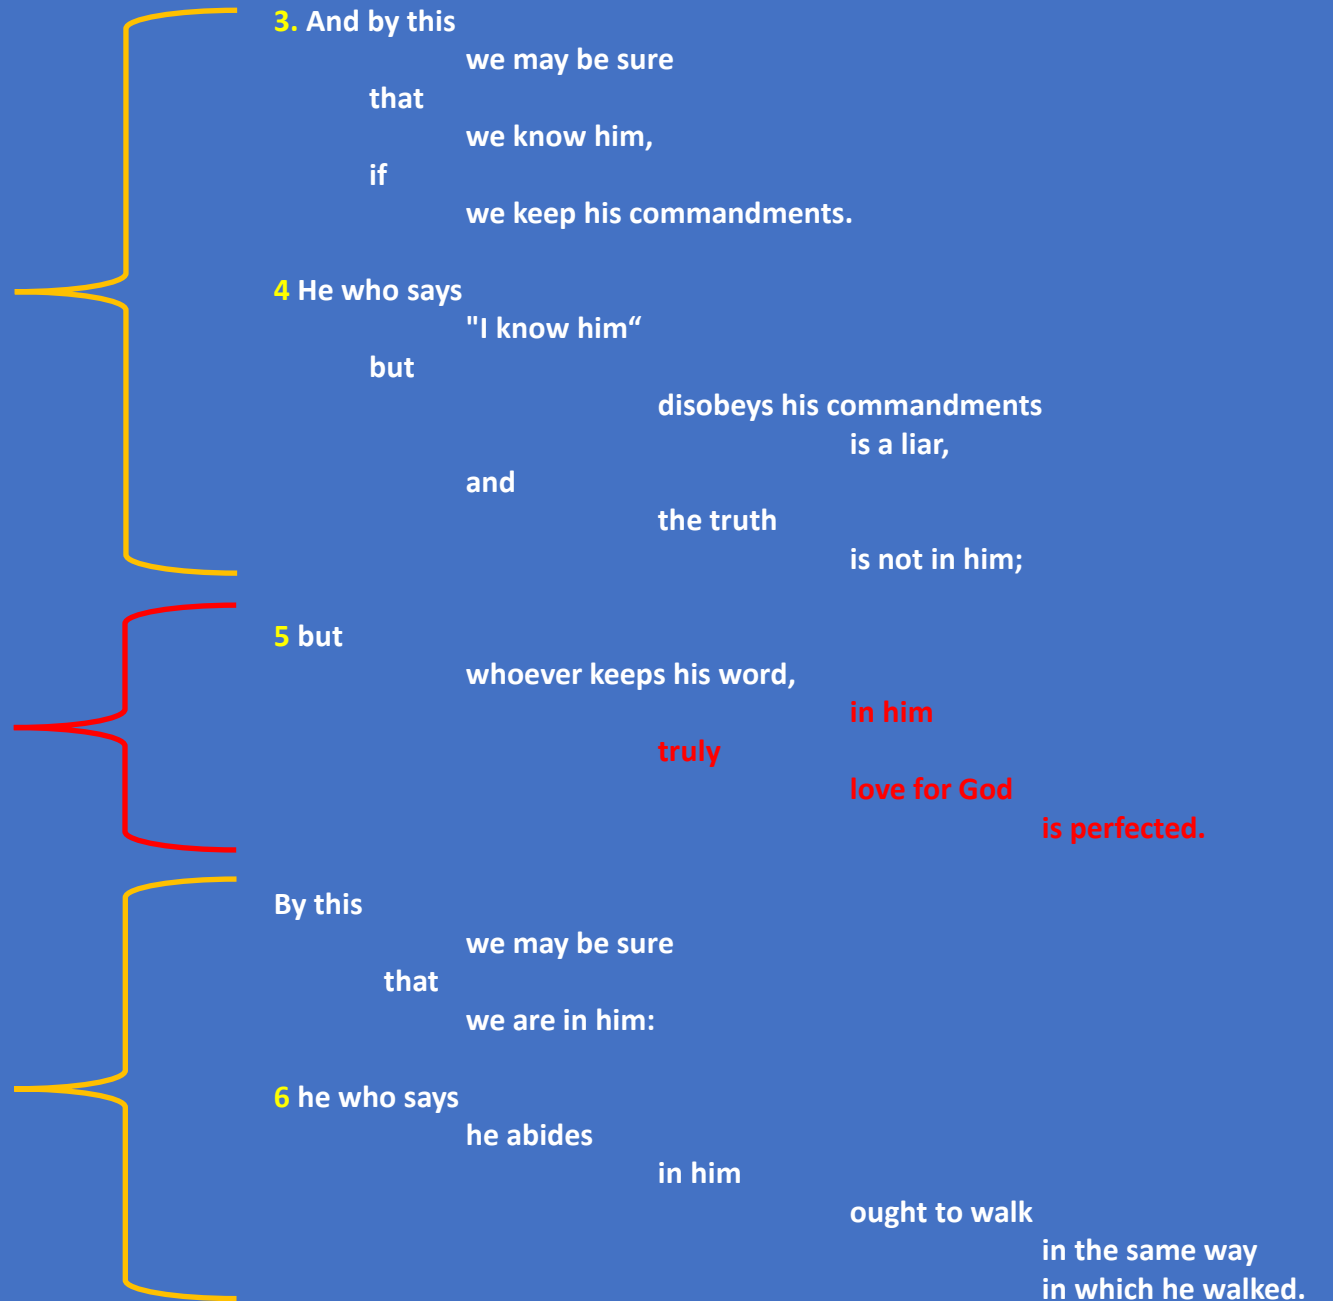 3. And by this
we may be sure
that
we know him,
if
we keep his commandments.
4 He who says
"I know him“
but
disobeys his commandments
is a liar,
and
the truth
is not in him;
5 but
whoever keeps his word,
in him
truly
love for God
is perfected.
By this
we may be sure
that
we are in him:
6 he who says
he abides
in him
ought to walk
in the same way
in which he walked.